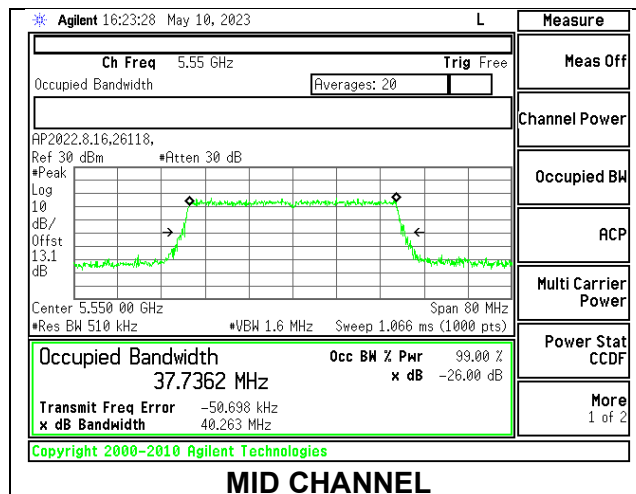 Agilent 16:23:28 May 10, 2023 L Measure
Ch Freq 5.55 GHz Trig Free
Meas Off
Occupied Bandwidth Averages: 20
Channel Power
AP2022.8.16,26118,
Ref 30 dBm #Atten 30 dB
#Peak
Log
10
dB/
Offst
13.1
dB
Occupied BW
ACP
Multi Carrier
Power
Center 5.550 00 GHz Span 80 MHz
#Res BW 510 kHz #VBW 1.6 MHz Sweep 1.066 ms (1000 pts)
Power Stat
CCDF
Occupied Bandwidth Occ BW % Pwr 99.00 %
37.7362 MHz x dB -26.00 dB
Transmit Freq Error -50.698 kHz
x dB Bandwidth 40.263 MHz
More
1 of 2
Copyright 2000-2010 Agilent Technologies
MID CHANNEL